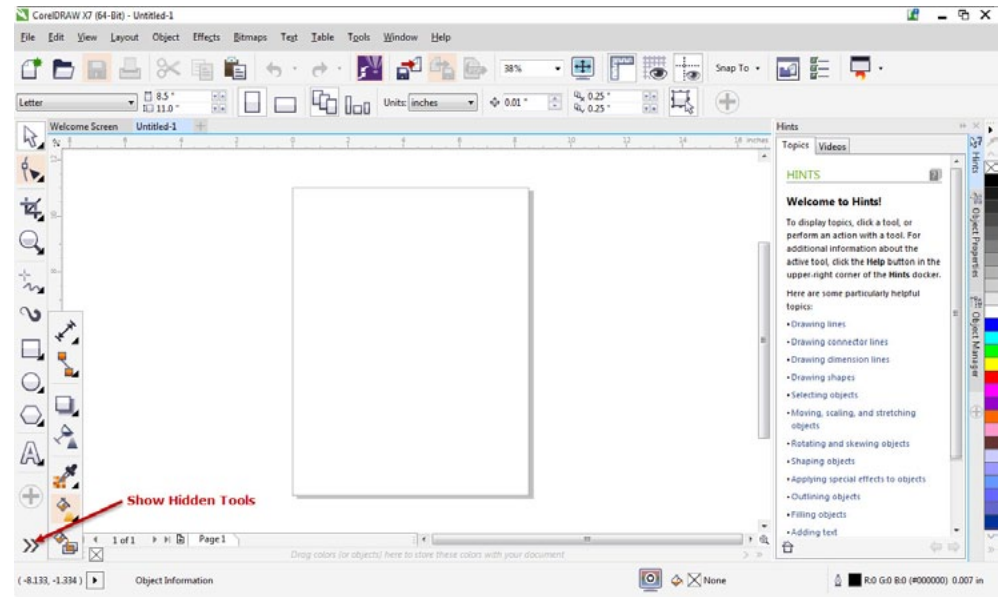 CorelDRAW X7 (64-Bit) - Untitled-1
File Edit View Layout Object Effects Bitmaps Text Table Tools Window Help
38% Snap To
Letter 8.5 " 11.0 " Units: inches 0.01 " 0.25 " 0.25 "
Welcome Screen Untitled-1
inches
Hints
Topics Videos
HINTS
Welcome to Hints!
To display topics, click a tool, or
perform an action with a tool. For
additional information about the
active tool, click the Help button in the
upper-right corner of the Hints docker.
Here are some particularly helpful
topics:
•Drawing lines
•Drawing connector lines
•Drawing dimension lines
•Drawing shapes
•Selecting objects
•Moving, scaling, and stretching
objects
•Rotating and skewing objects
•Shaping objects
•Applying special effects to objects
•Outlining objects
•Filling objects
•Adding text
Hints
Object Properties
Object Manager
Show Hidden Tools
1 of 1 Page 1
Drag colors (or objects) here to store these colors with your document
( -8.133, -1.334 ) Object Information None R:0 G:0 B:0 (#000000) 0.007 in